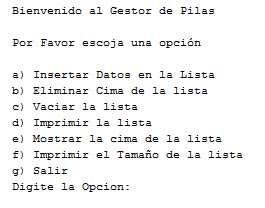 Bienvenido al Gestor de Pilas
Por Favor escoja una opción
a) Insertar Datos en la Lista
b) Eliminar Cima de la lista
c) Vaciar la lista
d) Imprimir la lista
e) Mostrar la cima de la lista
f) Imprimir el Tamaño de la lista
g) Salir
Digite la Opcion: